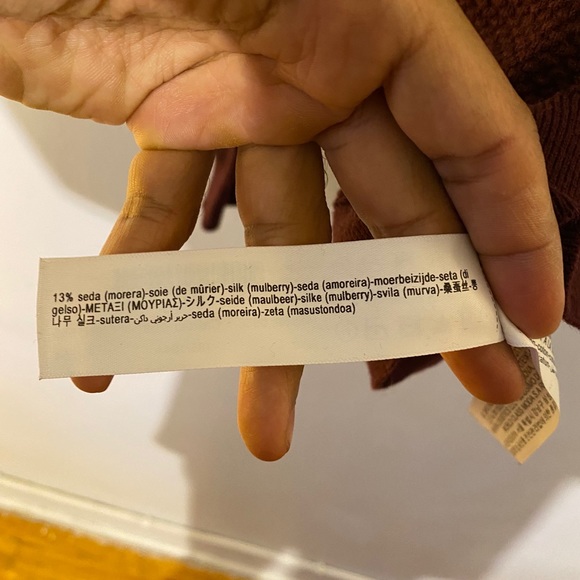 13% seda (morera)-soie (de mûrier)-silk (mulberry)-seda (amoreira)-moerbeizijde-seta (di
gelso)-ΜΕΤΑΞΙ (ΜΟΥΡΙΑΣ)-シルク-seide (maulbeer)-silke (mulberry)-svila (murva)-桑蚕丝-뽕
나무 실크-sutera-حرير أرجوني داكن-seda (moreira)-zeta (masustondoa)